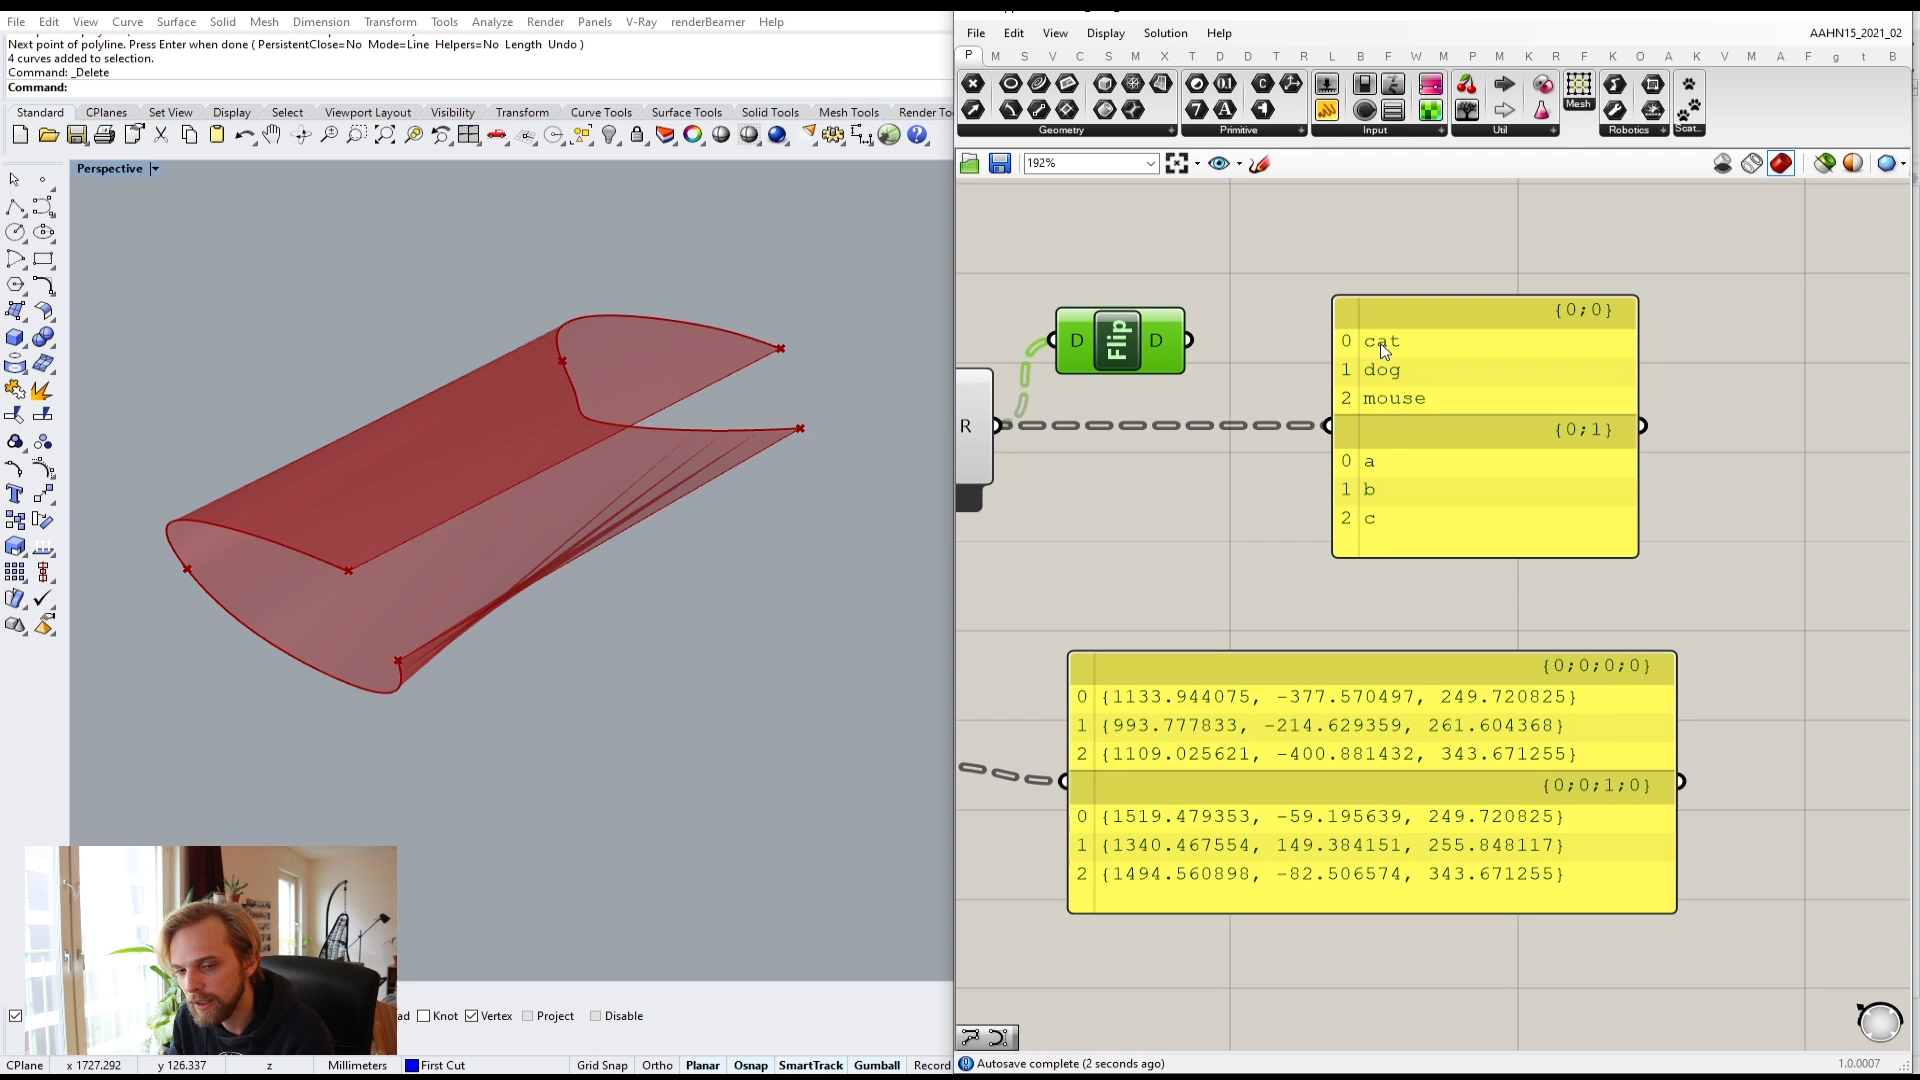 File Edit View Curve Surface Solid Mesh Dimension Transform Tools Analyze Render Panels V-Ray renderBeamer Help
Next point of polyline. Press Enter when done ( PersistentClose=No Mode=Line Helpers=No Length Undo )
4 curves added to selection.
Command: _Delete
Command:
Standard CPlanes Set View Display Select Viewport Layout Visibility Transform Curve Tools Surface Tools Solid Tools Mesh Tools Render To
Perspective
Knot Vertex Project Disable
CPlane x 1727.292 y 126.337 z Millimeters First Cut Grid Snap Ortho Planar Osnap SmartTrack Gumball Record
File Edit View Display Solution Help
AAHN15_2021_02
P M S V C S M X T D D T R L B F W M P M K R K O A K V M A F g t B
Geometry Primitive Input Util Mesh Robotics Scat...
192%
R
D Flip D
{0;0}
0 cat
1 dog
2 mouse
{0;1}
0 a
1 b
2 c
{0;0;0;0}
0 {1133.944075, -377.570497, 249.720825}
1 {993.777833, -214.629359, 261.604368}
2 {1109.025621, -400.881432, 343.671255}
{0;0;1;0}
0 {1519.479353, -59.195639, 249.720825}
1 {1340.467554, 149.384151, 255.848117}
2 {1494.560898, -82.506574, 343.671255}
Autosave complete (2 seconds ago)
1.0.0007